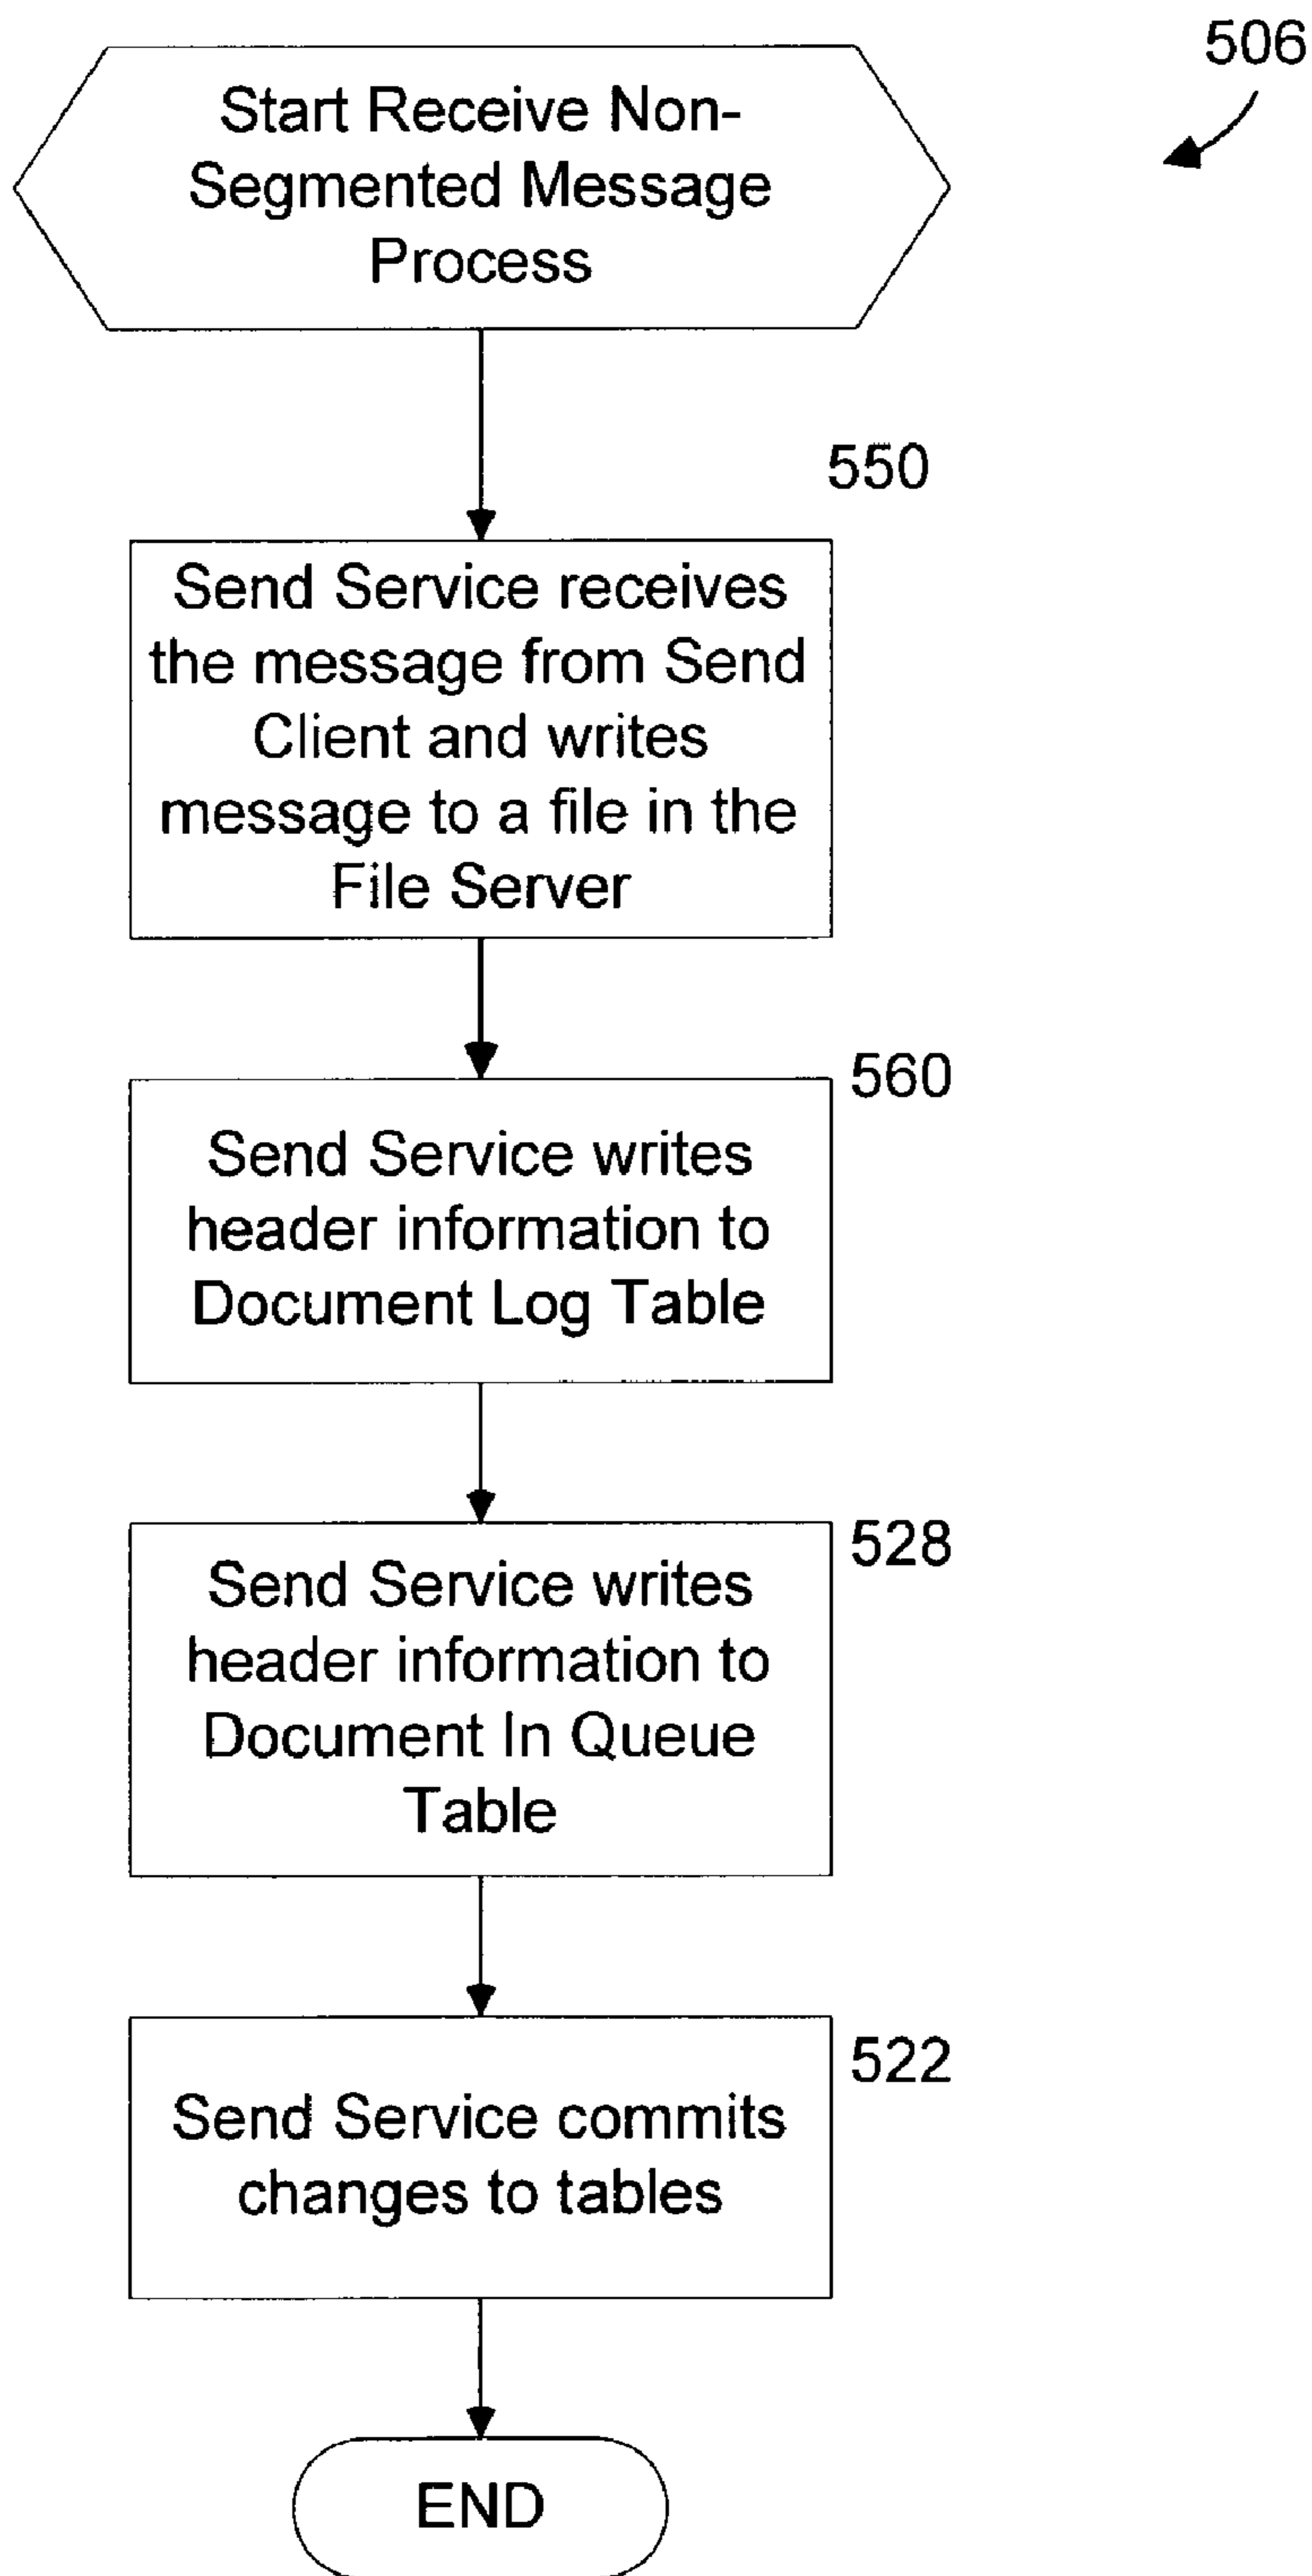 506
Start Receive Non-
Segmented Message
Process
550
Send Service receives
the message from Send
Client and writes
message to a file in the
File Server
560
Send Service writes
header information to
Document Log Table
528
Send Service writes
header information to
Document In Queue
Table
522
Send Service commits
changes to tables
END